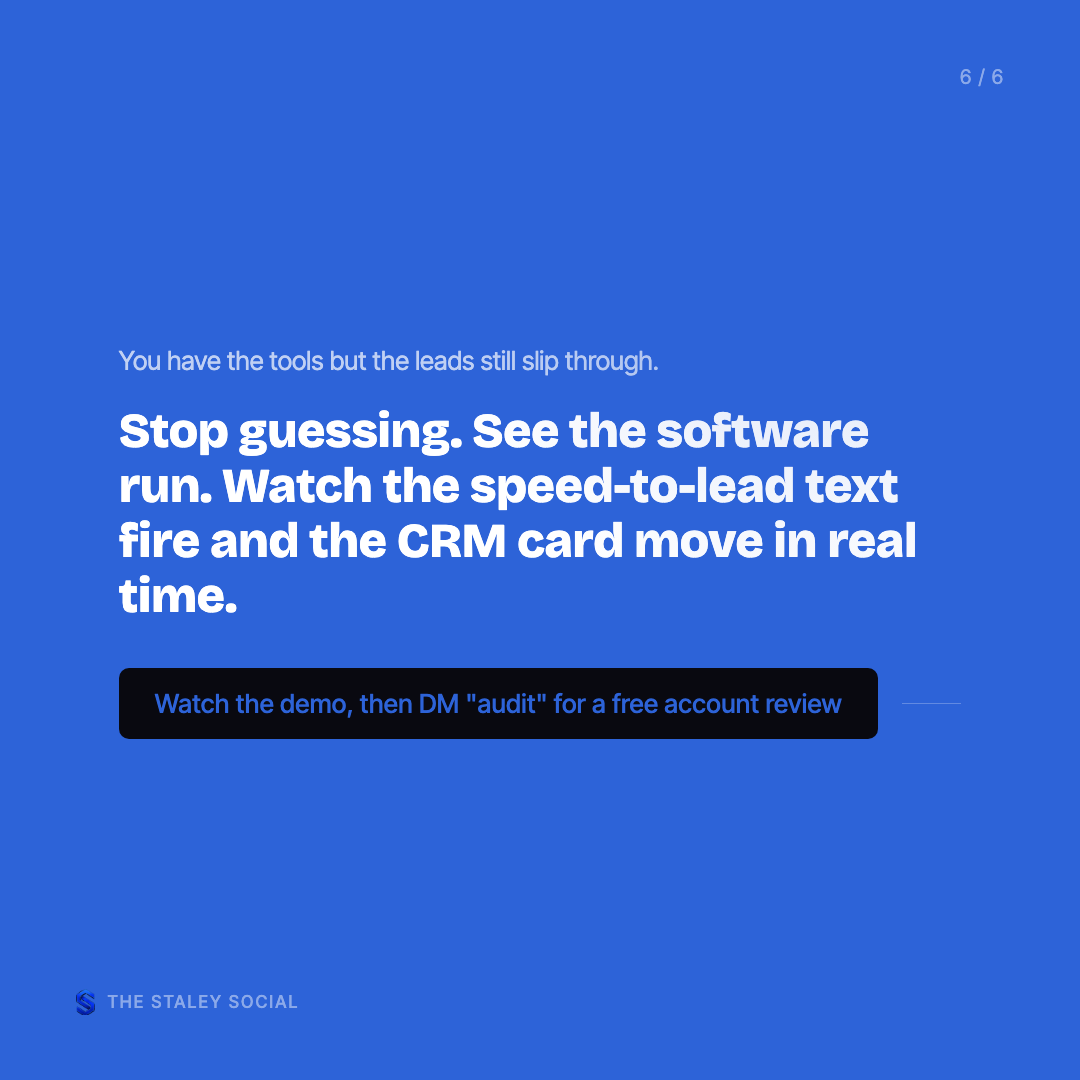 6 / 6
You have the tools but the leads still slip through.
Stop guessing. See the software
run. Watch the speed-to-lead text
fire and the CRM card move in real
time.
Watch the demo, then DM "audit" for a free account review
THE STALEY SOCIAL